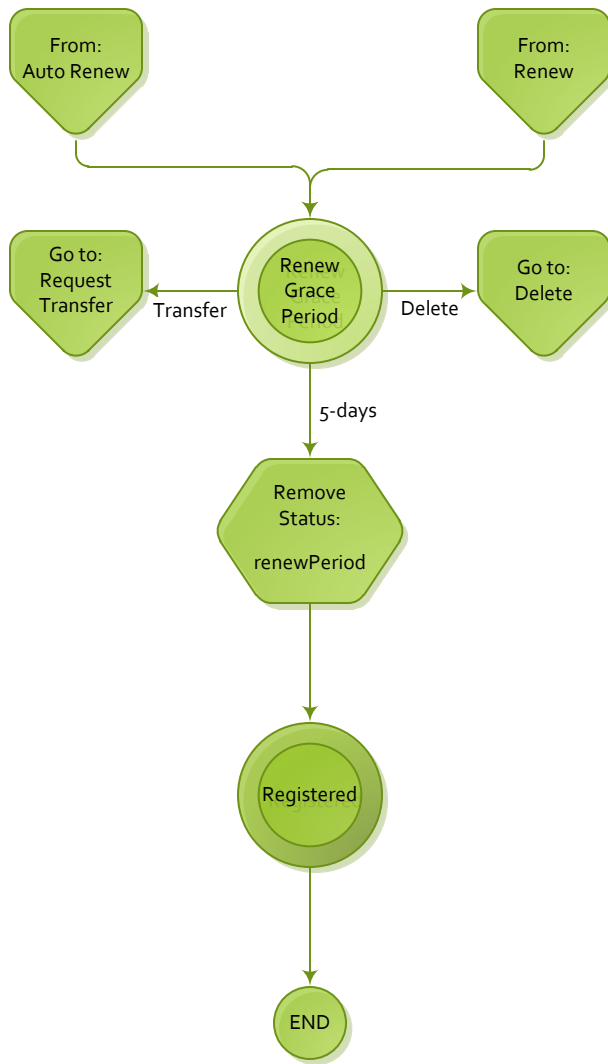 From:
Auto Renew
From:
Renew
Go to:
Request
Transfer
Transfer
Renew
Grace
Period
Delete
Go to:
Delete
5-days
Remove
Status:
renewPeriod
Registered
END